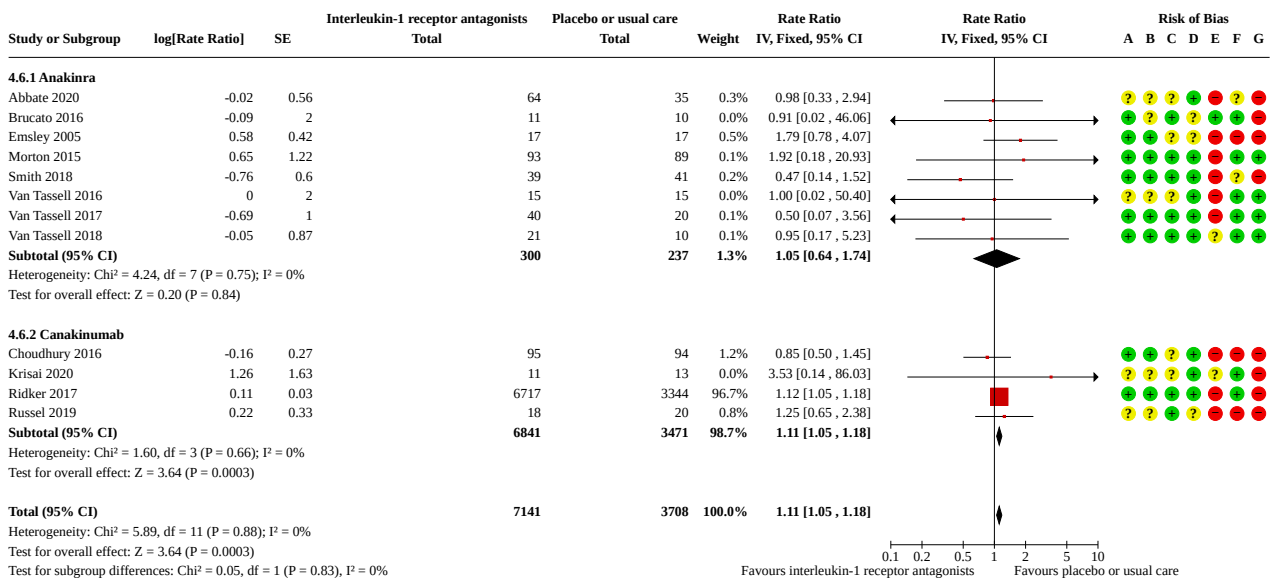 Interleukin-1 receptor antagonists Placebo or usual care Rate Ratio Rate Ratio Risk of Bias
Study or Subgroup log[Rate Ratio] SE Total Total Weight IV, Fixed, 95% CI IV, Fixed, 95% CI A B C D E F G
4.6.1 Anakinra
Abbate 2020 -0.02 0.56 64 35 0.3% 0.98 [0.33 , 2.94] ? ? ? + − ? −
Brucato 2016 -0.09 2 11 10 0.0% 0.91 [0.02 , 46.06] + ? + ? + + −
Emsley 2005 0.58 0.42 17 17 0.5% 1.79 [0.78 , 4.07] + + ? ? − − −
Morton 2015 0.65 1.22 93 89 0.1% 1.92 [0.18 , 20.93] + + + + − + +
Smith 2018 -0.76 0.6 39 41 0.2% 0.47 [0.14 , 1.52] + + + + − ? −
Van Tassell 2016 0 2 15 15 0.0% 1.00 [0.02 , 50.40] ? ? ? + − + +
Van Tassell 2017 -0.69 1 40 20 0.1% 0.50 [0.07 , 3.56] + + + + − + +
Van Tassell 2018 -0.05 0.87 21 10 0.1% 0.95 [0.17 , 5.23] + + + + ? + +
Subtotal (95% CI) 300 237 1.3% 1.05 [0.64 , 1.74]
Heterogeneity: Chi² = 4.24, df = 7 (P = 0.75); I² = 0%
Test for overall effect: Z = 0.20 (P = 0.84)
4.6.2 Canakinumab
Choudhury 2016 -0.16 0.27 95 94 1.2% 0.85 [0.50 , 1.45] + + ? + − − −
Krisai 2020 1.26 1.63 11 13 0.0% 3.53 [0.14 , 86.03] ? ? ? + ? + −
Ridker 2017 0.11 0.03 6717 3344 96.7% 1.12 [1.05 , 1.18] + + + + − + −
Russel 2019 0.22 0.33 18 20 0.8% 1.25 [0.65 , 2.38] ? ? + ? − − −
Subtotal (95% CI) 6841 3471 98.7% 1.11 [1.05 , 1.18]
Heterogeneity: Chi² = 1.60, df = 3 (P = 0.66); I² = 0%
Test for overall effect: Z = 3.64 (P = 0.0003)
Total (95% CI) 7141 3708 100.0% 1.11 [1.05 , 1.18]
Heterogeneity: Chi² = 5.89, df = 11 (P = 0.88); I² = 0%
Test for overall effect: Z = 3.64 (P = 0.0003)
0.1 0.2 0.5 1 2 5 10
Test for subgroup differences: Chi² = 0.05, df = 1 (P = 0.83), I² = 0% Favours interleukin-1 receptor antagonists Favours placebo or usual care